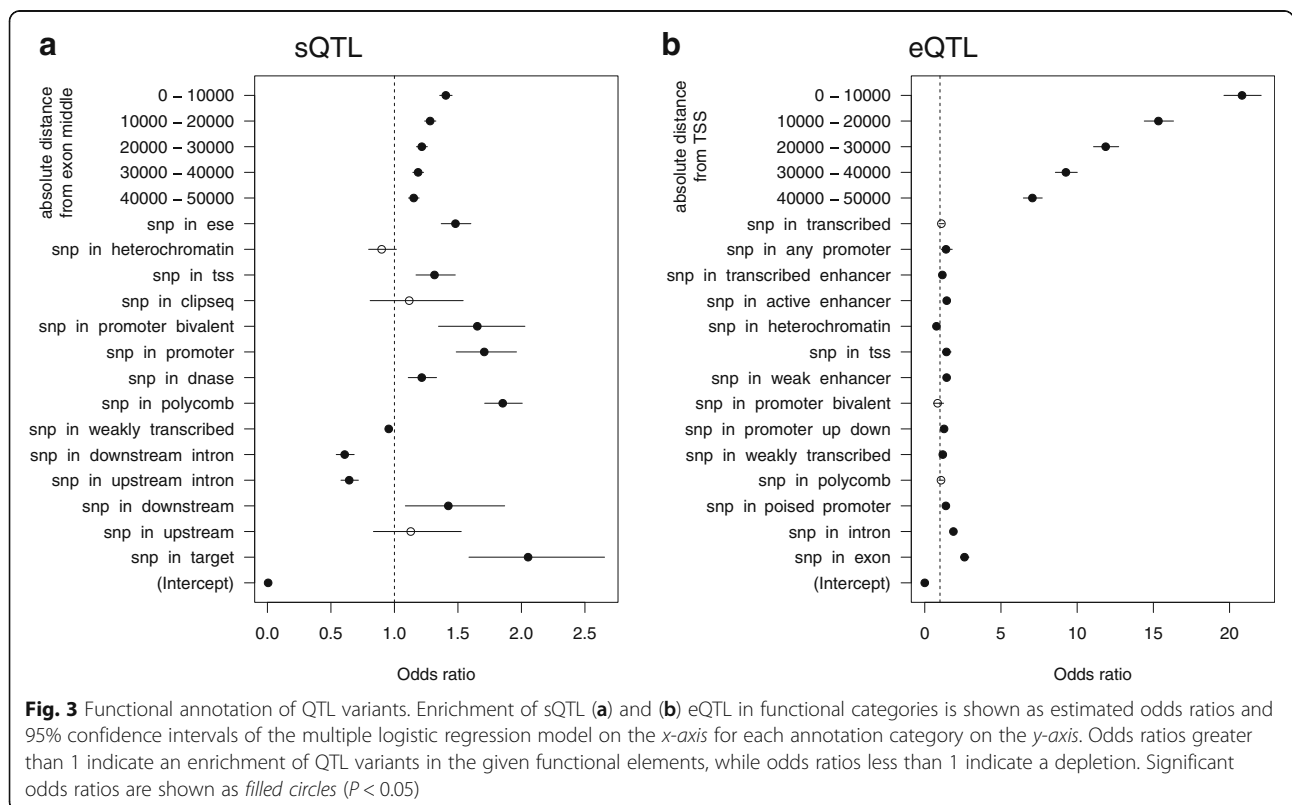 a
sQTL
absolute distance
from exon middle
0 – 10000
10000 – 20000
20000 – 30000
30000 – 40000
40000 – 50000
snp in ese
snp in heterochromatin
snp in tss
snp in clipseq
snp in promoter bivalent
snp in promoter
snp in dnase
snp in polycomb
snp in weakly transcribed
snp in downstream intron
snp in upstream intron
snp in downstream
snp in upstream
snp in target
(Intercept)
0.0 0.5 1.0 1.5 2.0 2.5
Odds ratio
b
eQTL
absolute distance
from TSS
0 – 10000
10000 – 20000
20000 – 30000
30000 – 40000
40000 – 50000
snp in transcribed
snp in any promoter
snp in transcribed enhancer
snp in active enhancer
snp in heterochromatin
snp in tss
snp in weak enhancer
snp in promoter bivalent
snp in promoter up down
snp in weakly transcribed
snp in polycomb
snp in poised promoter
snp in intron
snp in exon
(Intercept)
0 5 10 15 20
Odds ratio
Fig. 3 Functional annotation of QTL variants. Enrichment of sQTL (a) and (b) eQTL in functional categories is shown as estimated odds ratios and
95% confidence intervals of the multiple logistic regression model on the x-axis for each annotation category on the y-axis. Odds ratios greater
than 1 indicate an enrichment of QTL variants in the given functional elements, while odds ratios less than 1 indicate a depletion. Significant
odds ratios are shown as filled circles (P < 0.05)